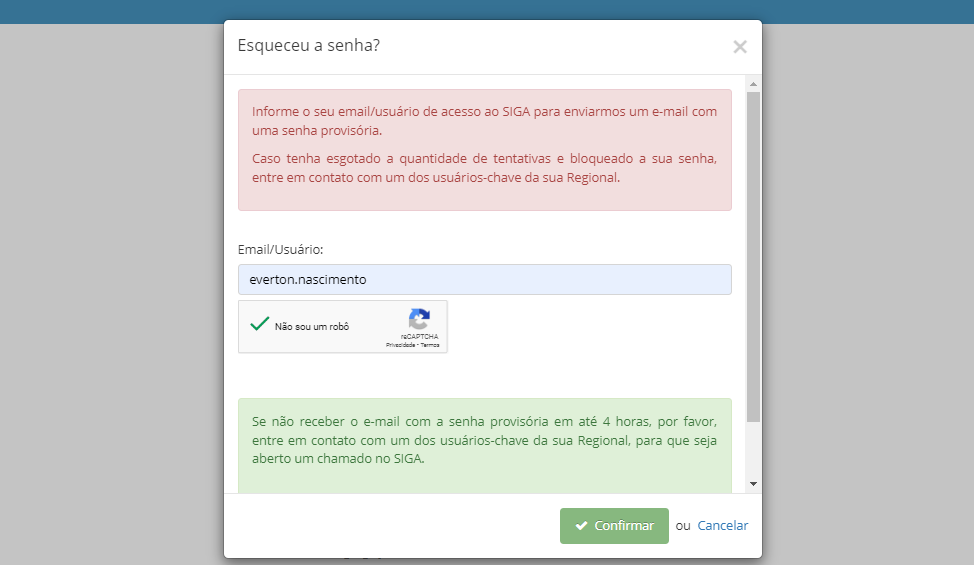 Esqueceu a senha?
×
Informe o seu email/usuário de acesso ao SIGA para enviarmos um e-mail com
uma senha provisória.
Caso tenha esgotado a quantidade de tentativas e bloqueado a sua senha,
entre em contato com um dos usuários-chave da sua Regional.
Email/Usuário:
everton.nascimento
Não sou um robô
reCAPTCHA
Privacidade • Termos
Se não receber o e-mail com a senha provisória em até 4 horas, por favor,
entre em contato com um dos usuários-chave da sua Regional, para que seja
aberto um chamado no SIGA.
Confirmar ou Cancelar